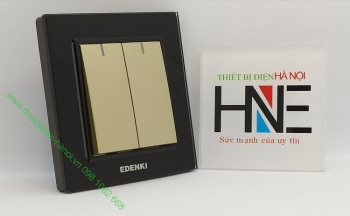 EDENKI
THIẾT BỊ ĐIỆN HÀ NỘI
HNE
Sức mạnh của uy tín